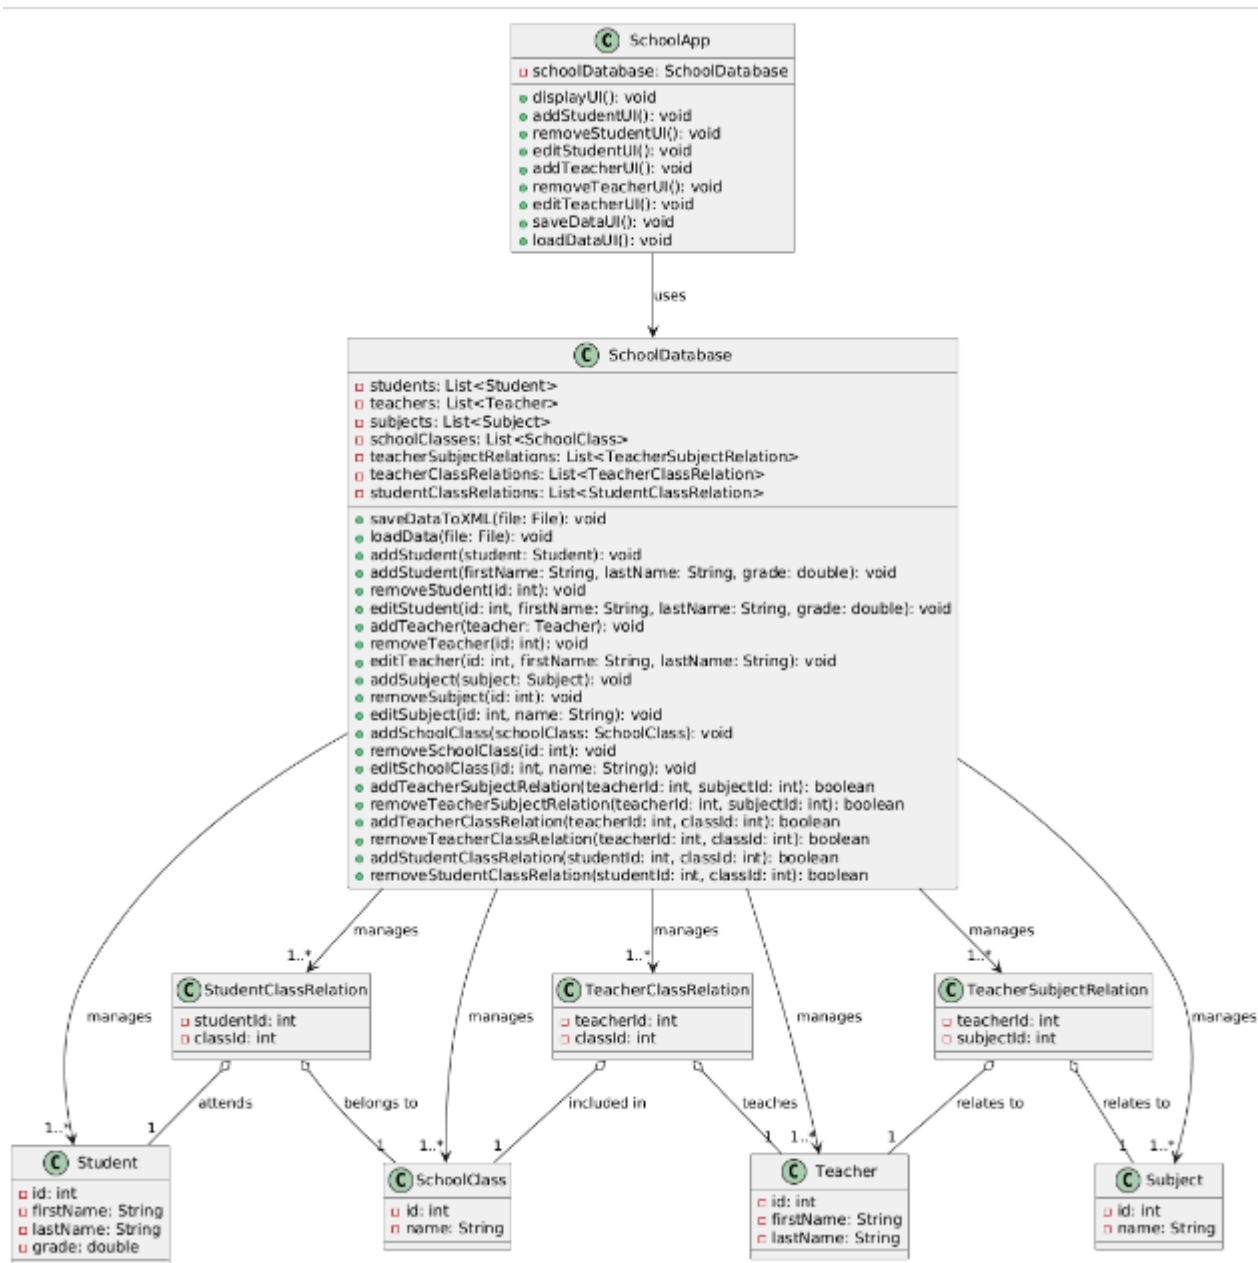 C SchoolApp
schoolDatabase: SchoolDatabase
displayUI(): void
addStudentUI(): void
removeStudentUI(): void
editStudentUI(): void
addTeacherUI(): void
removeTeacherUI(): void
editTeacherUI(): void
saveDataUI(): void
loadDataUI(): void
uses
C SchoolDatabase
students: List<Student>
teachers: List<Teacher>
subjects: List<Subject>
schoolClasses: List<SchoolClass>
teacherSubjectRelations: List<TeacherSubjectRelation>
teacherClassRelations: List<TeacherClassRelation>
studentClassRelations: List<StudentClassRelation>
saveDataToXML(file: File): void
loadData(file: File): void
addStudent(student: Student): void
addStudent(firstName: String, lastName: String, grade: double): void
removeStudent(id: int): void
editStudent(id: int, firstName: String, lastName: String, grade: double): void
addTeacher(teacher: Teacher): void
removeTeacher(id: int): void
editTeacher(id: int, firstName: String, lastName: String): void
addSubject(subject: Subject): void
removeSubject(id: int): void
editSubject(id: int, name: String): void
addSchoolClass(schoolClass: SchoolClass): void
removeSchoolClass(id: int): void
editSchoolClass(id: int, name: String): void
addTeacherSubjectRelation(teacherId: int, subjectId: int): boolean
removeTeacherSubjectRelation(teacherId: int, subjectId: int): boolean
addTeacherClassRelation(teacherId: int, classId: int): boolean
removeTeacherClassRelation(teacherId: int, classId: int): boolean
addStudentClassRelation(studentId: int, classId: int): boolean
removeStudentClassRelation(studentId: int, classId: int): boolean
manages
manages
manages
1..*
1..*
1..*
C StudentClassRelation
studentId: int
classId: int
C TeacherClassRelation
teacherId: int
classId: int
C TeacherSubjectRelation
teacherId: int
subjectId: int
manages
manages
manages
manages
attends
belongs to
included in
teaches
relates to
relates to
1..*
1
1
1..*
1
1
1..*
1
1
1..*
C Student
id: int
firstName: String
lastName: String
grade: double
C SchoolClass
id: int
name: String
C Teacher
id: int
firstName: String
lastName: String
C Subject
id: int
name: String